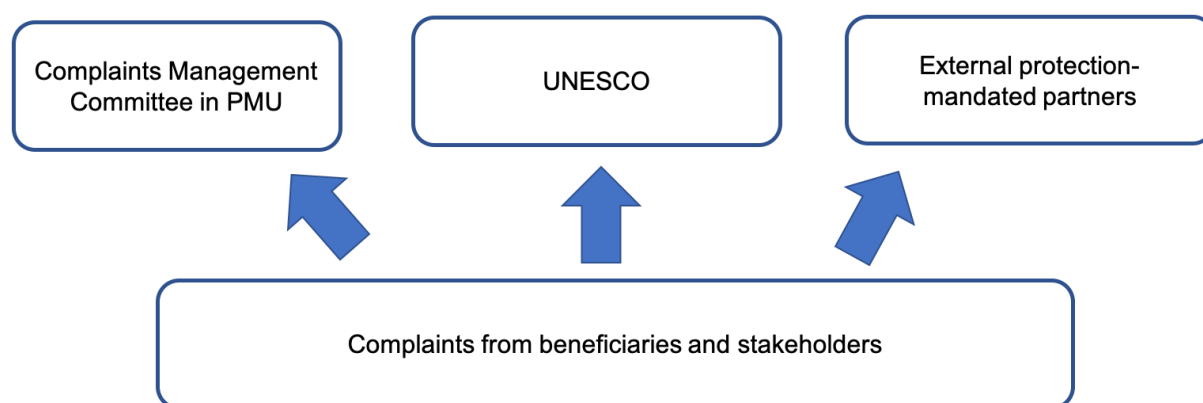 Complaints Management
Committee in PMU
UNESCO
External protection-
mandated partners
Complaints from beneficiaries and stakeholders